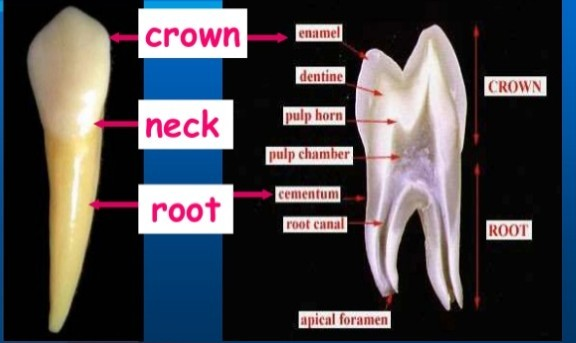 crown
neck
root
enamel
dentine
pulp horn
pulp chamber
cementum
root canal
apical foramen
CROWN
ROOT